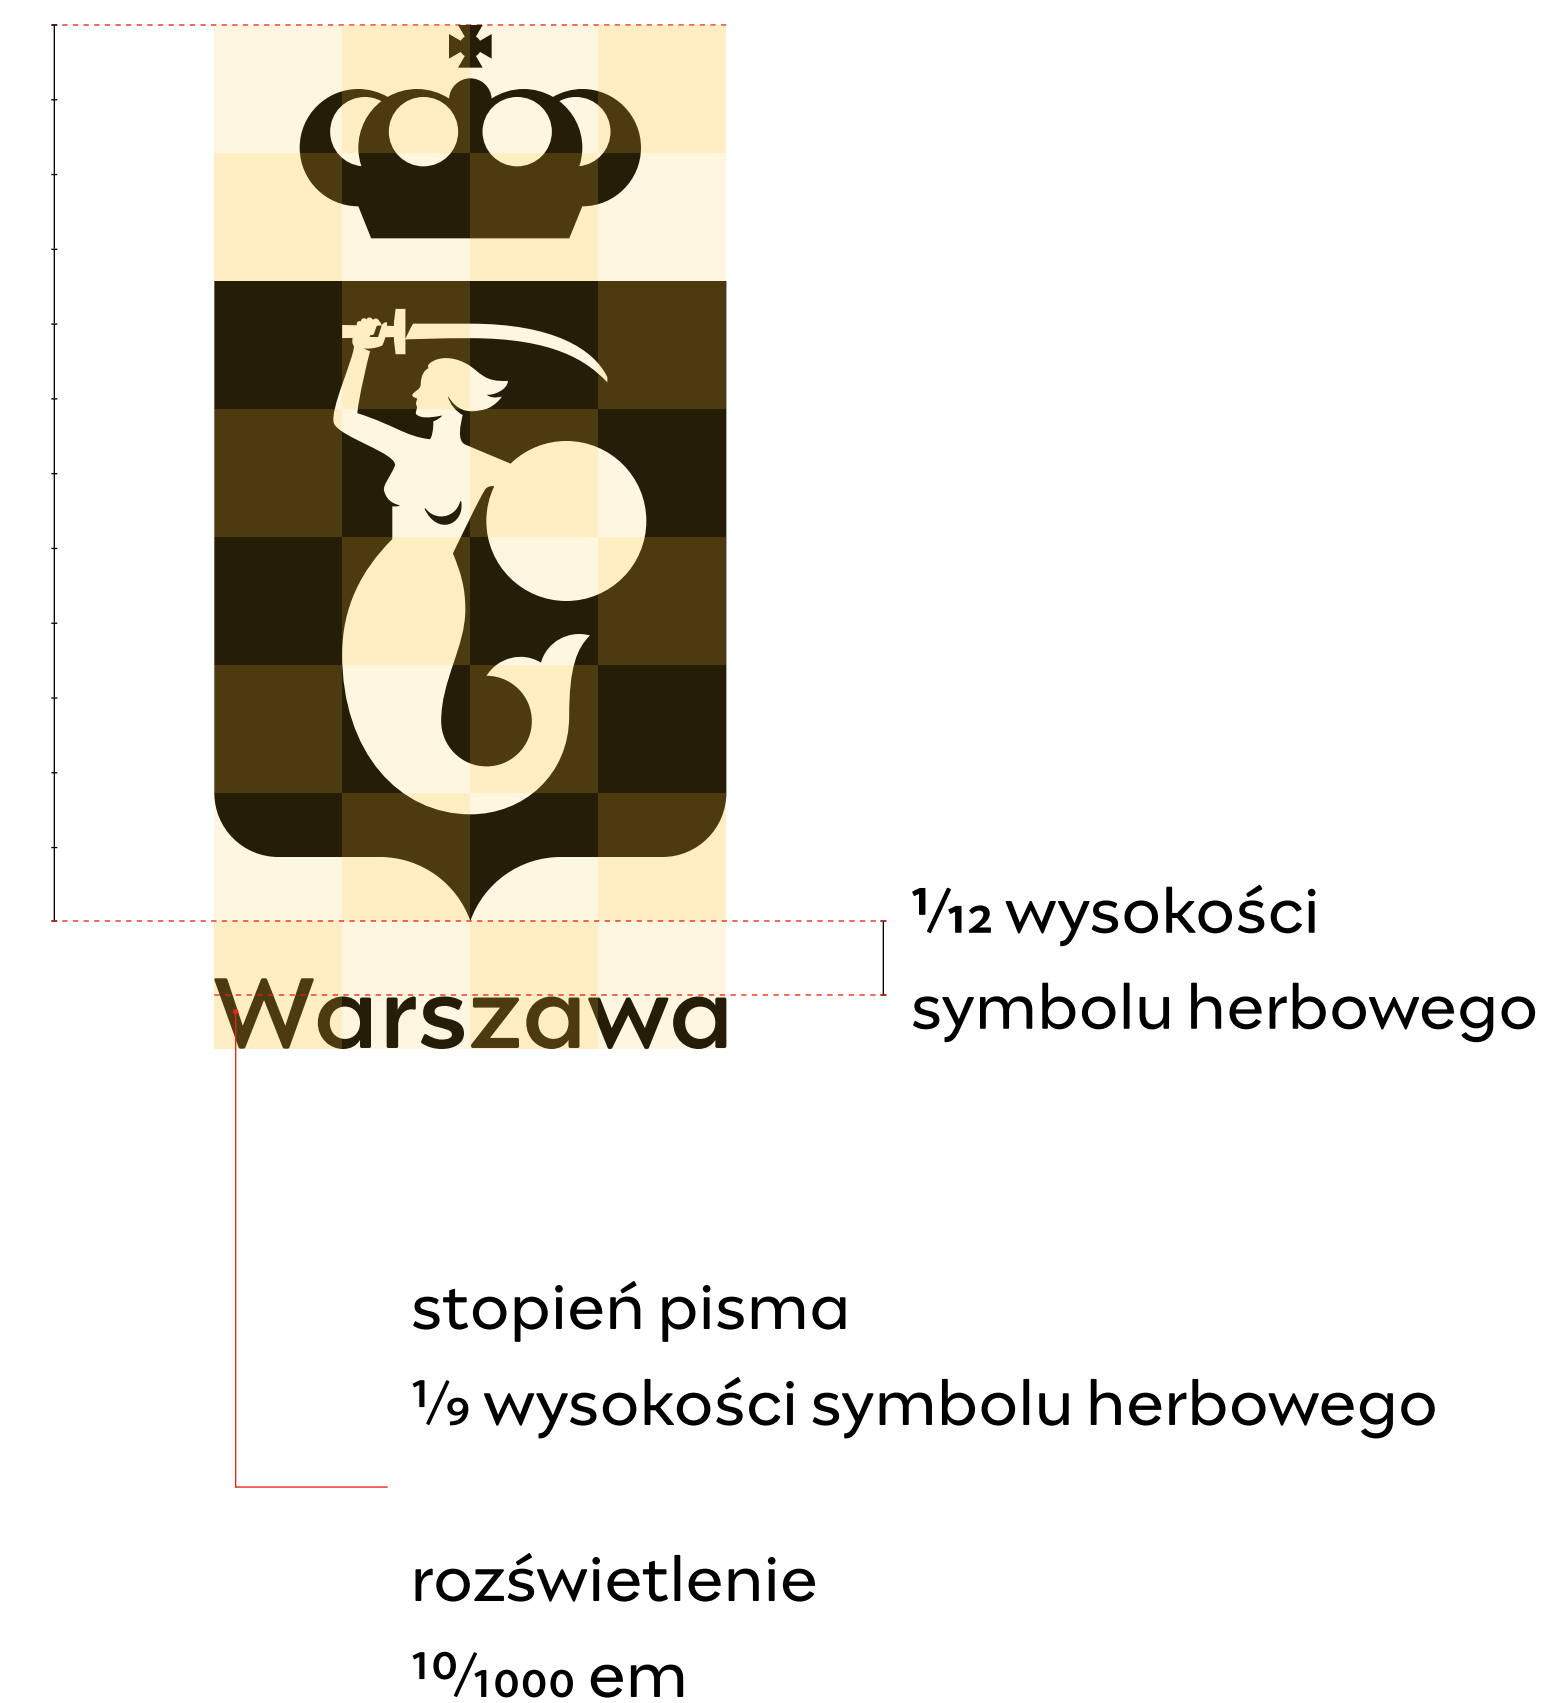 Warszawa
¹⁄₁₂ wysokości
symbolu herbowego
stopień pisma
¹⁄₉ wysokości symbolu herbowego
rozświetlenie
¹⁰⁄₁₀₀₀ em